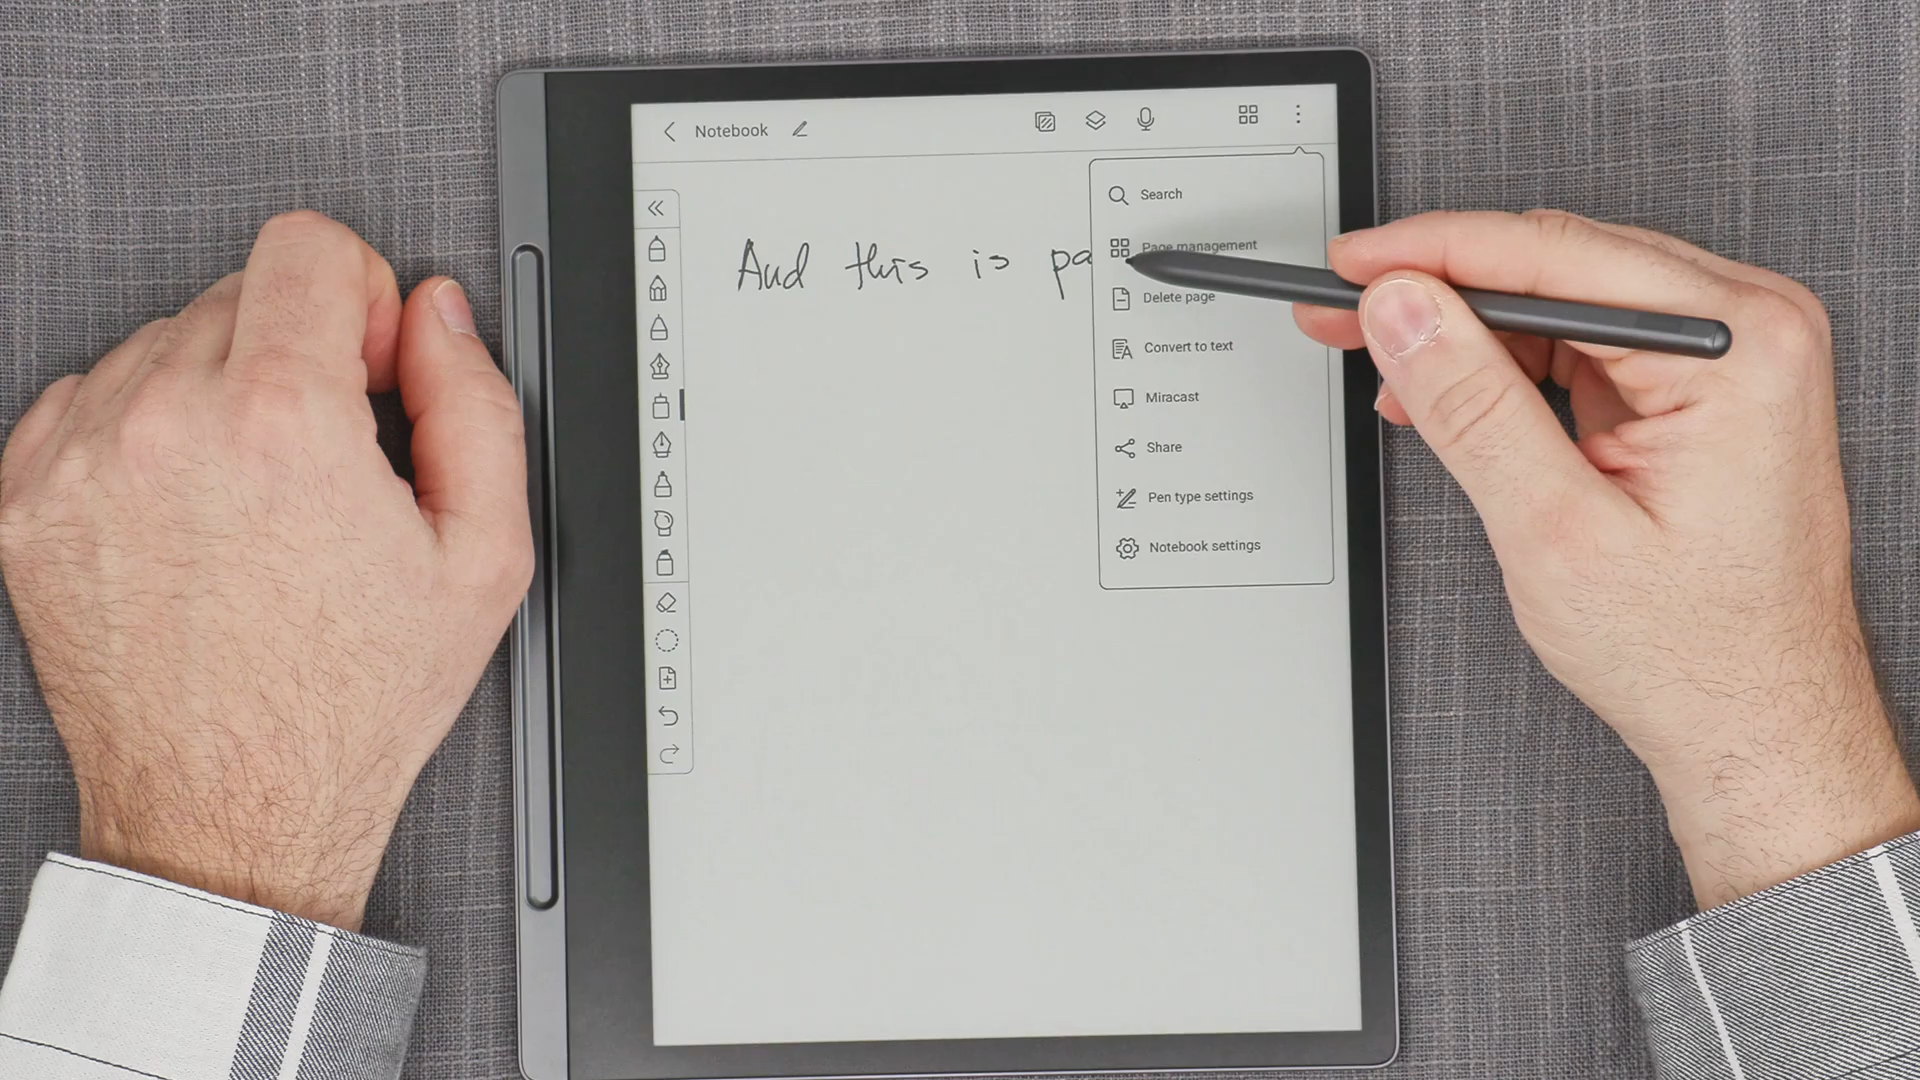 Notebook
Search
And this is pa
Page management
Delete page
Convert to text
Miracast
Share
Pen type settings
Notebook settings